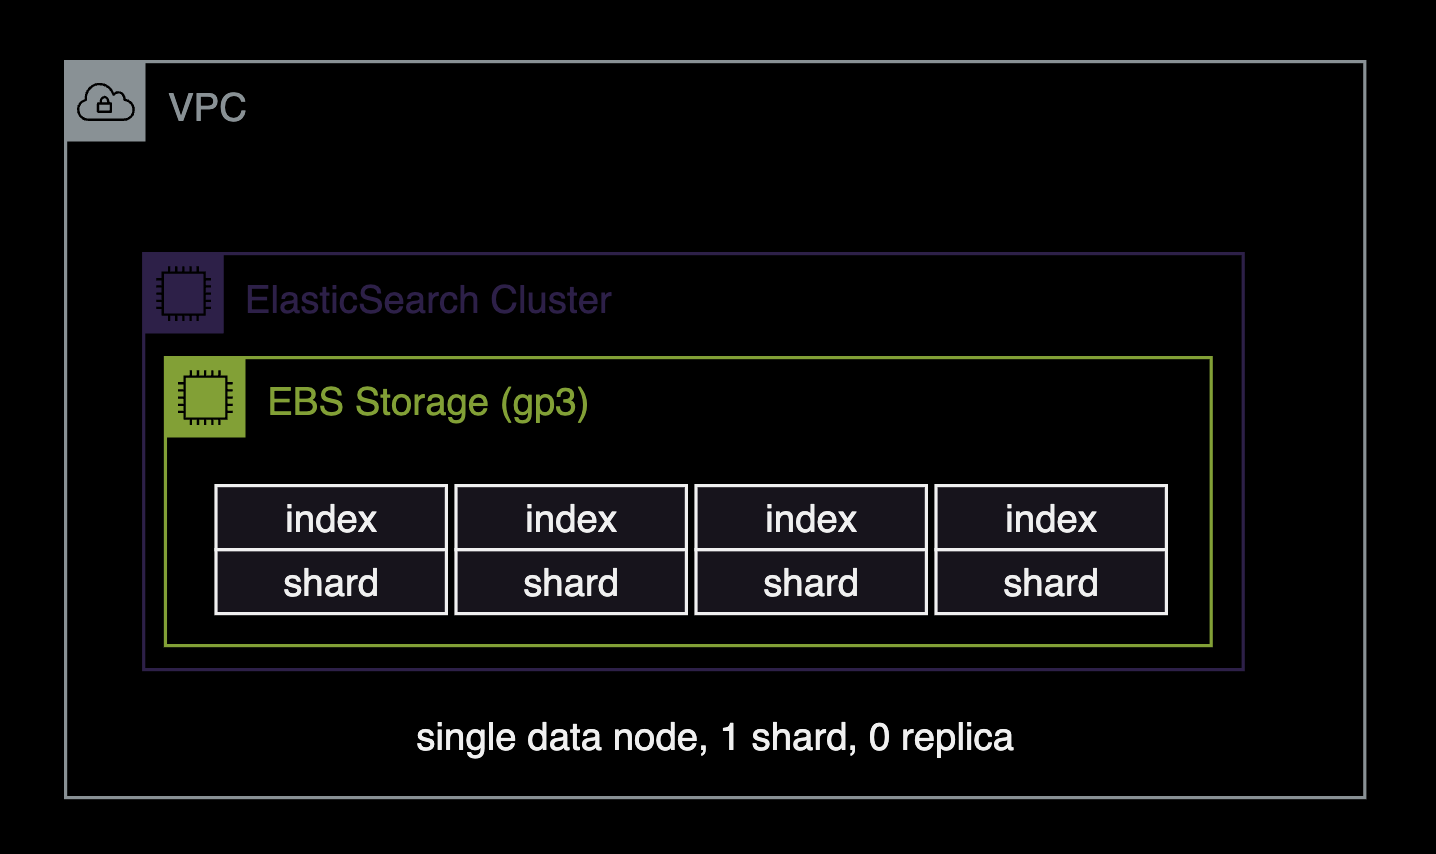 VPC
ElasticSearch Cluster
EBS Storage (gp3)
index index index index
shard shard shard shard
single data node, 1 shard, 0 replica